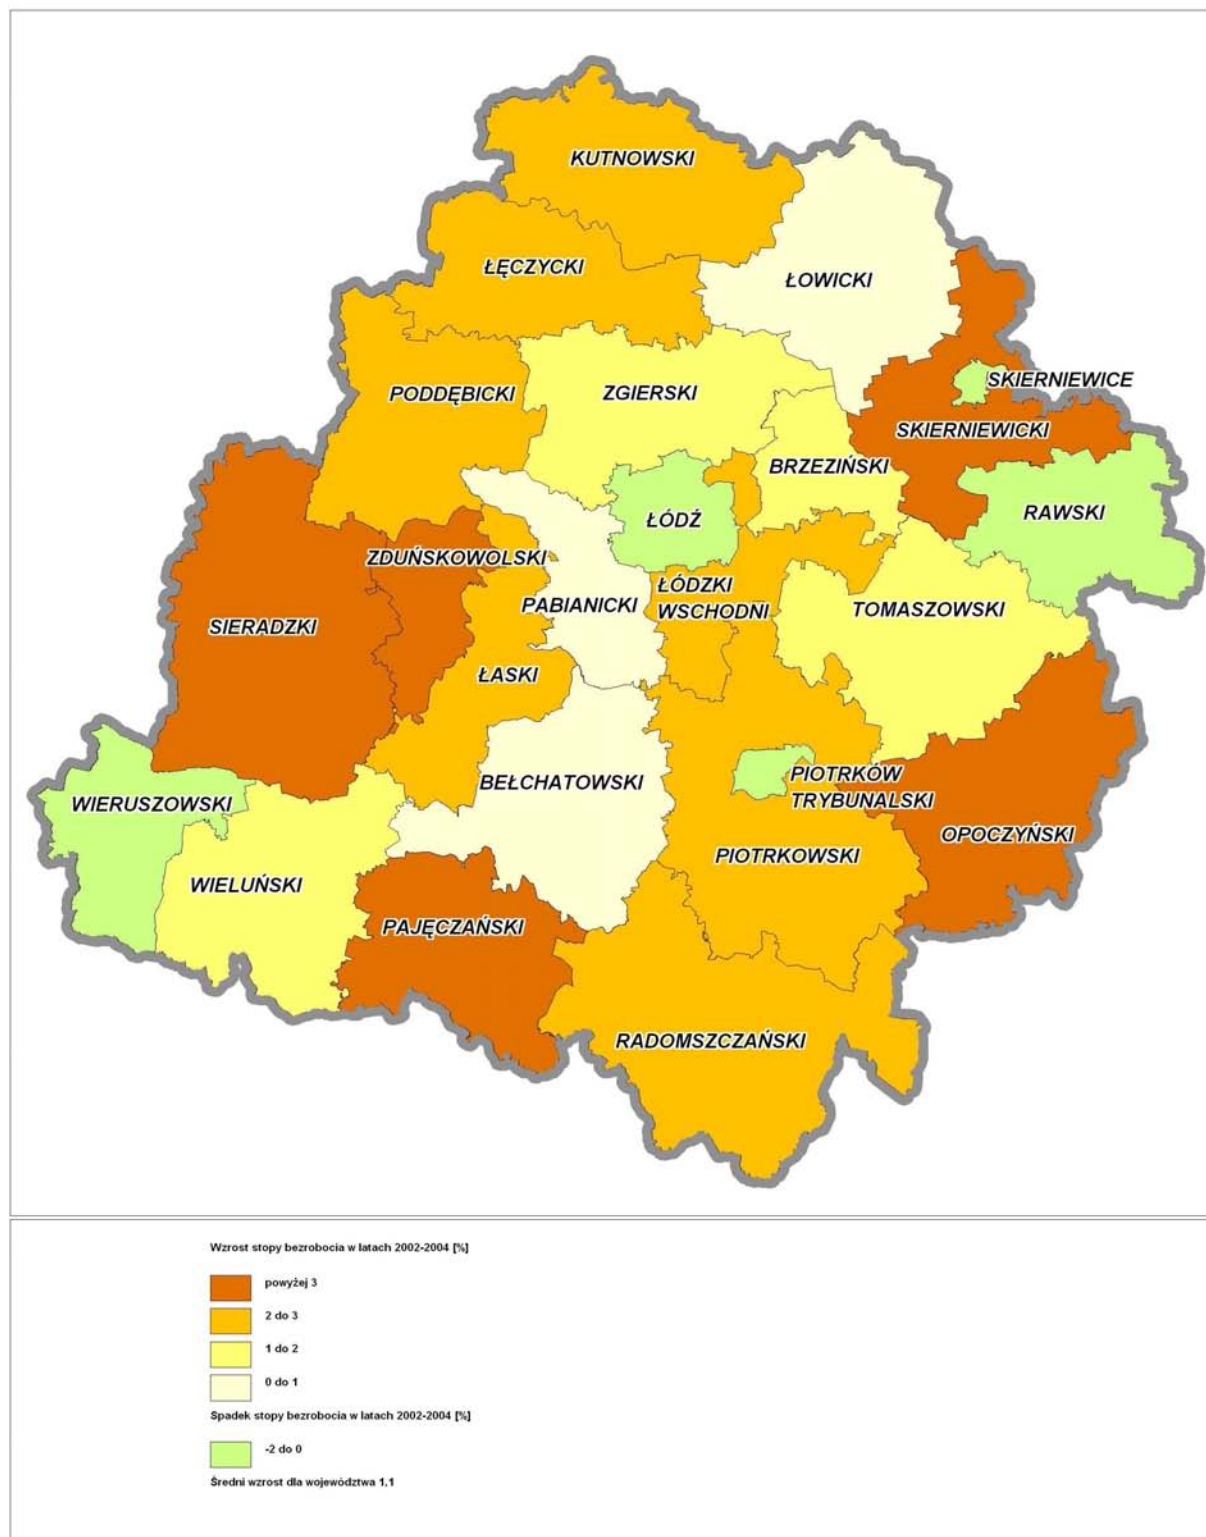 KUTNOWSKI
ŁĘCZYCKI
ŁOWICKI
PODDĘBICKI
ZGIERSKI
SKIERNIEWICE
SKIERNIEWICKI
BRZEZIŃSKI
ŁÓDŹ
RAWSKI
ZDUŃSKOWOLSKI
ŁÓDZKI
WSCHODNI
PABIANICKI
TOMASZOWSKI
SIERADZKI
ŁASKI
BEŁCHATOWSKI
PIOTRKÓW
TRYBUNALSKI
WIERUSZOWSKI
OPOCZYŃSKI
PIOTRKOWSKI
WIELUŃSKI
PAJĘCZAŃSKI
RADOMSZCZAŃSKI
Wzrost stopy bezrobocia w latach 2002-2004 [%]
powyżej 3
2 do 3
1 do 2
0 do 1
Spadek stopy bezrobocia w latach 2002-2004 [%]
-2 do 0
Średni wzrost dla województwa 1,1